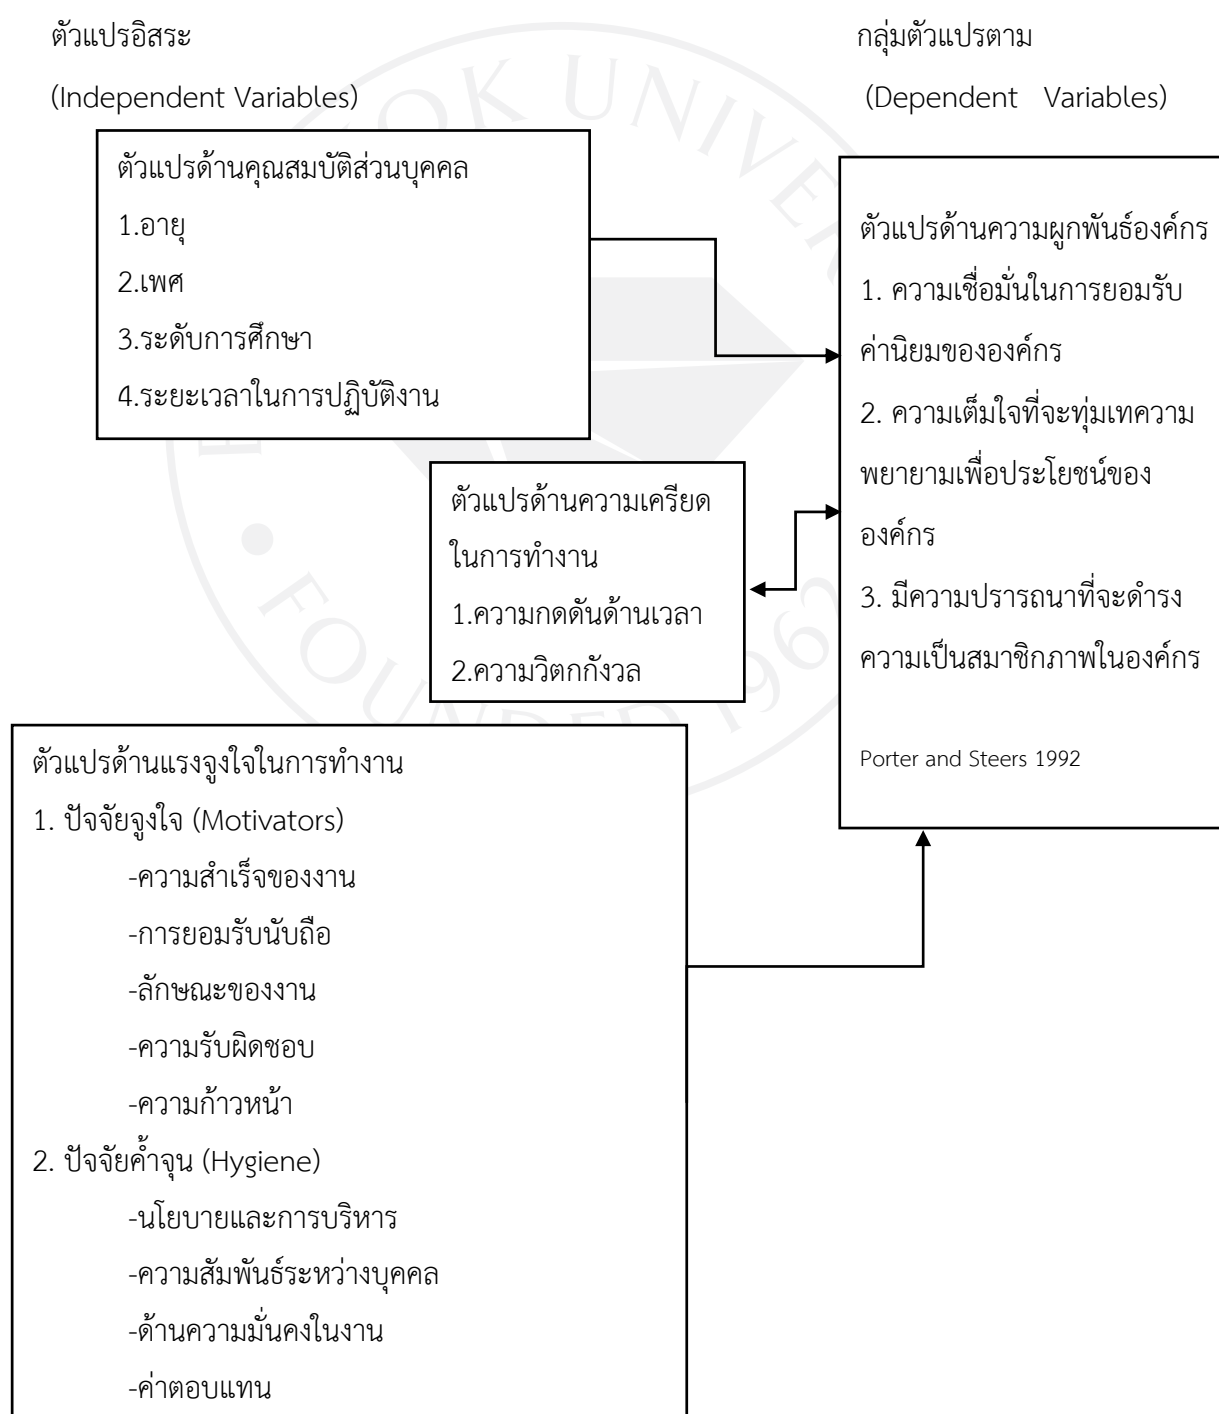 ตัวแปรอิสระ
(Independent Variables)
กลุ่มตัวแปรตาม
(Dependent Variables)
ตัวแปรด้านคุณสมบัติส่วนบุคคล
1.อายุ
2.เพศ
3.ระดับการศึกษา
4.ระยะเวลาในการปฏิบัติงาน
ตัวแปรด้านความเครียด
ในการทำงาน
1.ความกดดันด้านเวลา
2.ความวิตกกังวล
ตัวแปรด้านแรงจูงใจในการทำงาน
1. ปัจจัยจูงใจ (Motivators)
-ความสำเร็จของงาน
-การยอมรับนับถือ
-ลักษณะของงาน
-ความรับผิดชอบ
-ความก้าวหน้า
2. ปัจจัยค้ำจุน (Hygiene)
-นโยบายและการบริหาร
-ความสัมพันธ์ระหว่างบุคคล
-ด้านความมั่นคงในงาน
-ค่าตอบแทน
ตัวแปรด้านความผูกพันธ์องค์กร
1. ความเชื่อมั่นในการยอมรับ
ค่านิยมขององค์กร
2. ความเต็มใจที่จะทุ่มเทความ
พยายามเพื่อประโยชน์ของ
องค์กร
3. มีความปรารถนาที่จะดำรง
ความเป็นสมาชิกภาพในองค์กร
Porter and Steers 1992